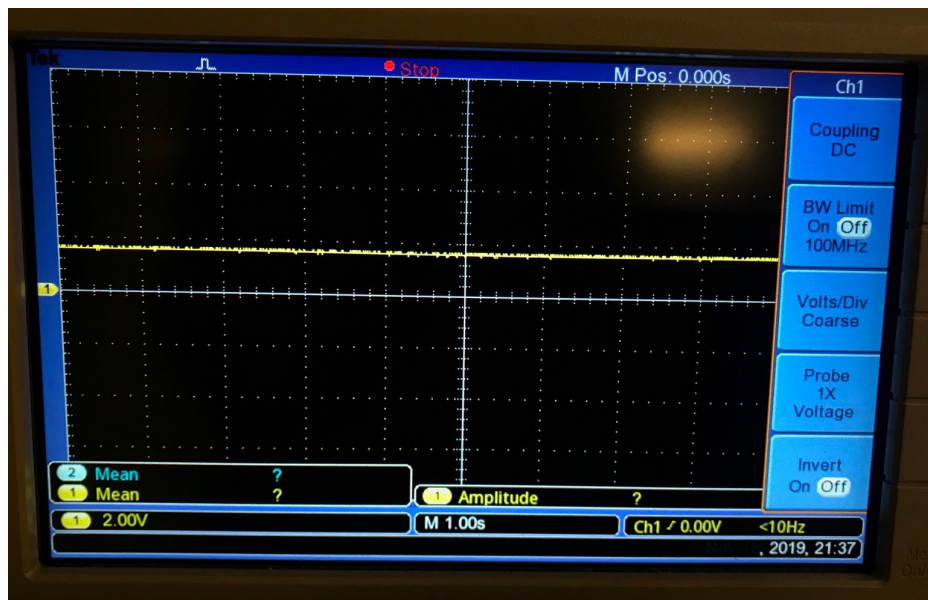 Tek
Stop
M Pos: 0.000s
Ch1
Coupling
DC
BW Limit
On Off
100MHz
Volts/Div
Coarse
Probe
1X
Voltage
Invert
On Off
1
2 Mean ?
1 Mean ?
1 Amplitude ?
1 2.00V
M 1.00s
Ch1 0.00V
<10Hz
, 2019, 21:37